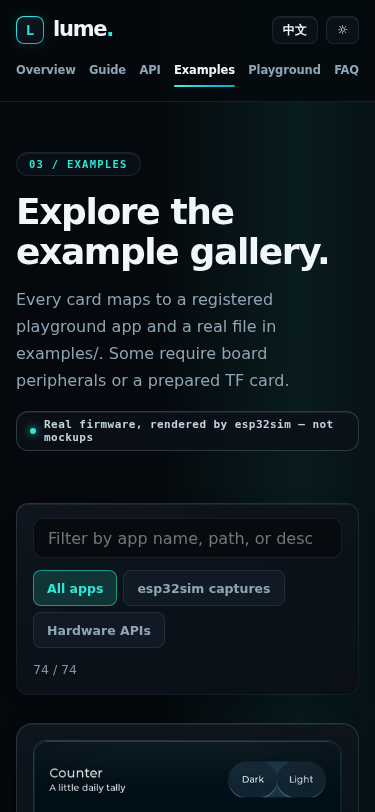 L lume. 中文 ☼
Overview Guide API Examples Playground FAQ
03 / EXAMPLES
Explore the
example gallery.
Every card maps to a registered
playground app and a real file in
examples/. Some require board
peripherals or a prepared TF card.
Real firmware, rendered by esp32sim — not
mockups
Filter by app name, path, or desc
All apps esp32sim captures
Hardware APIs
74 / 74
Counter
A little daily tally
Dark Light